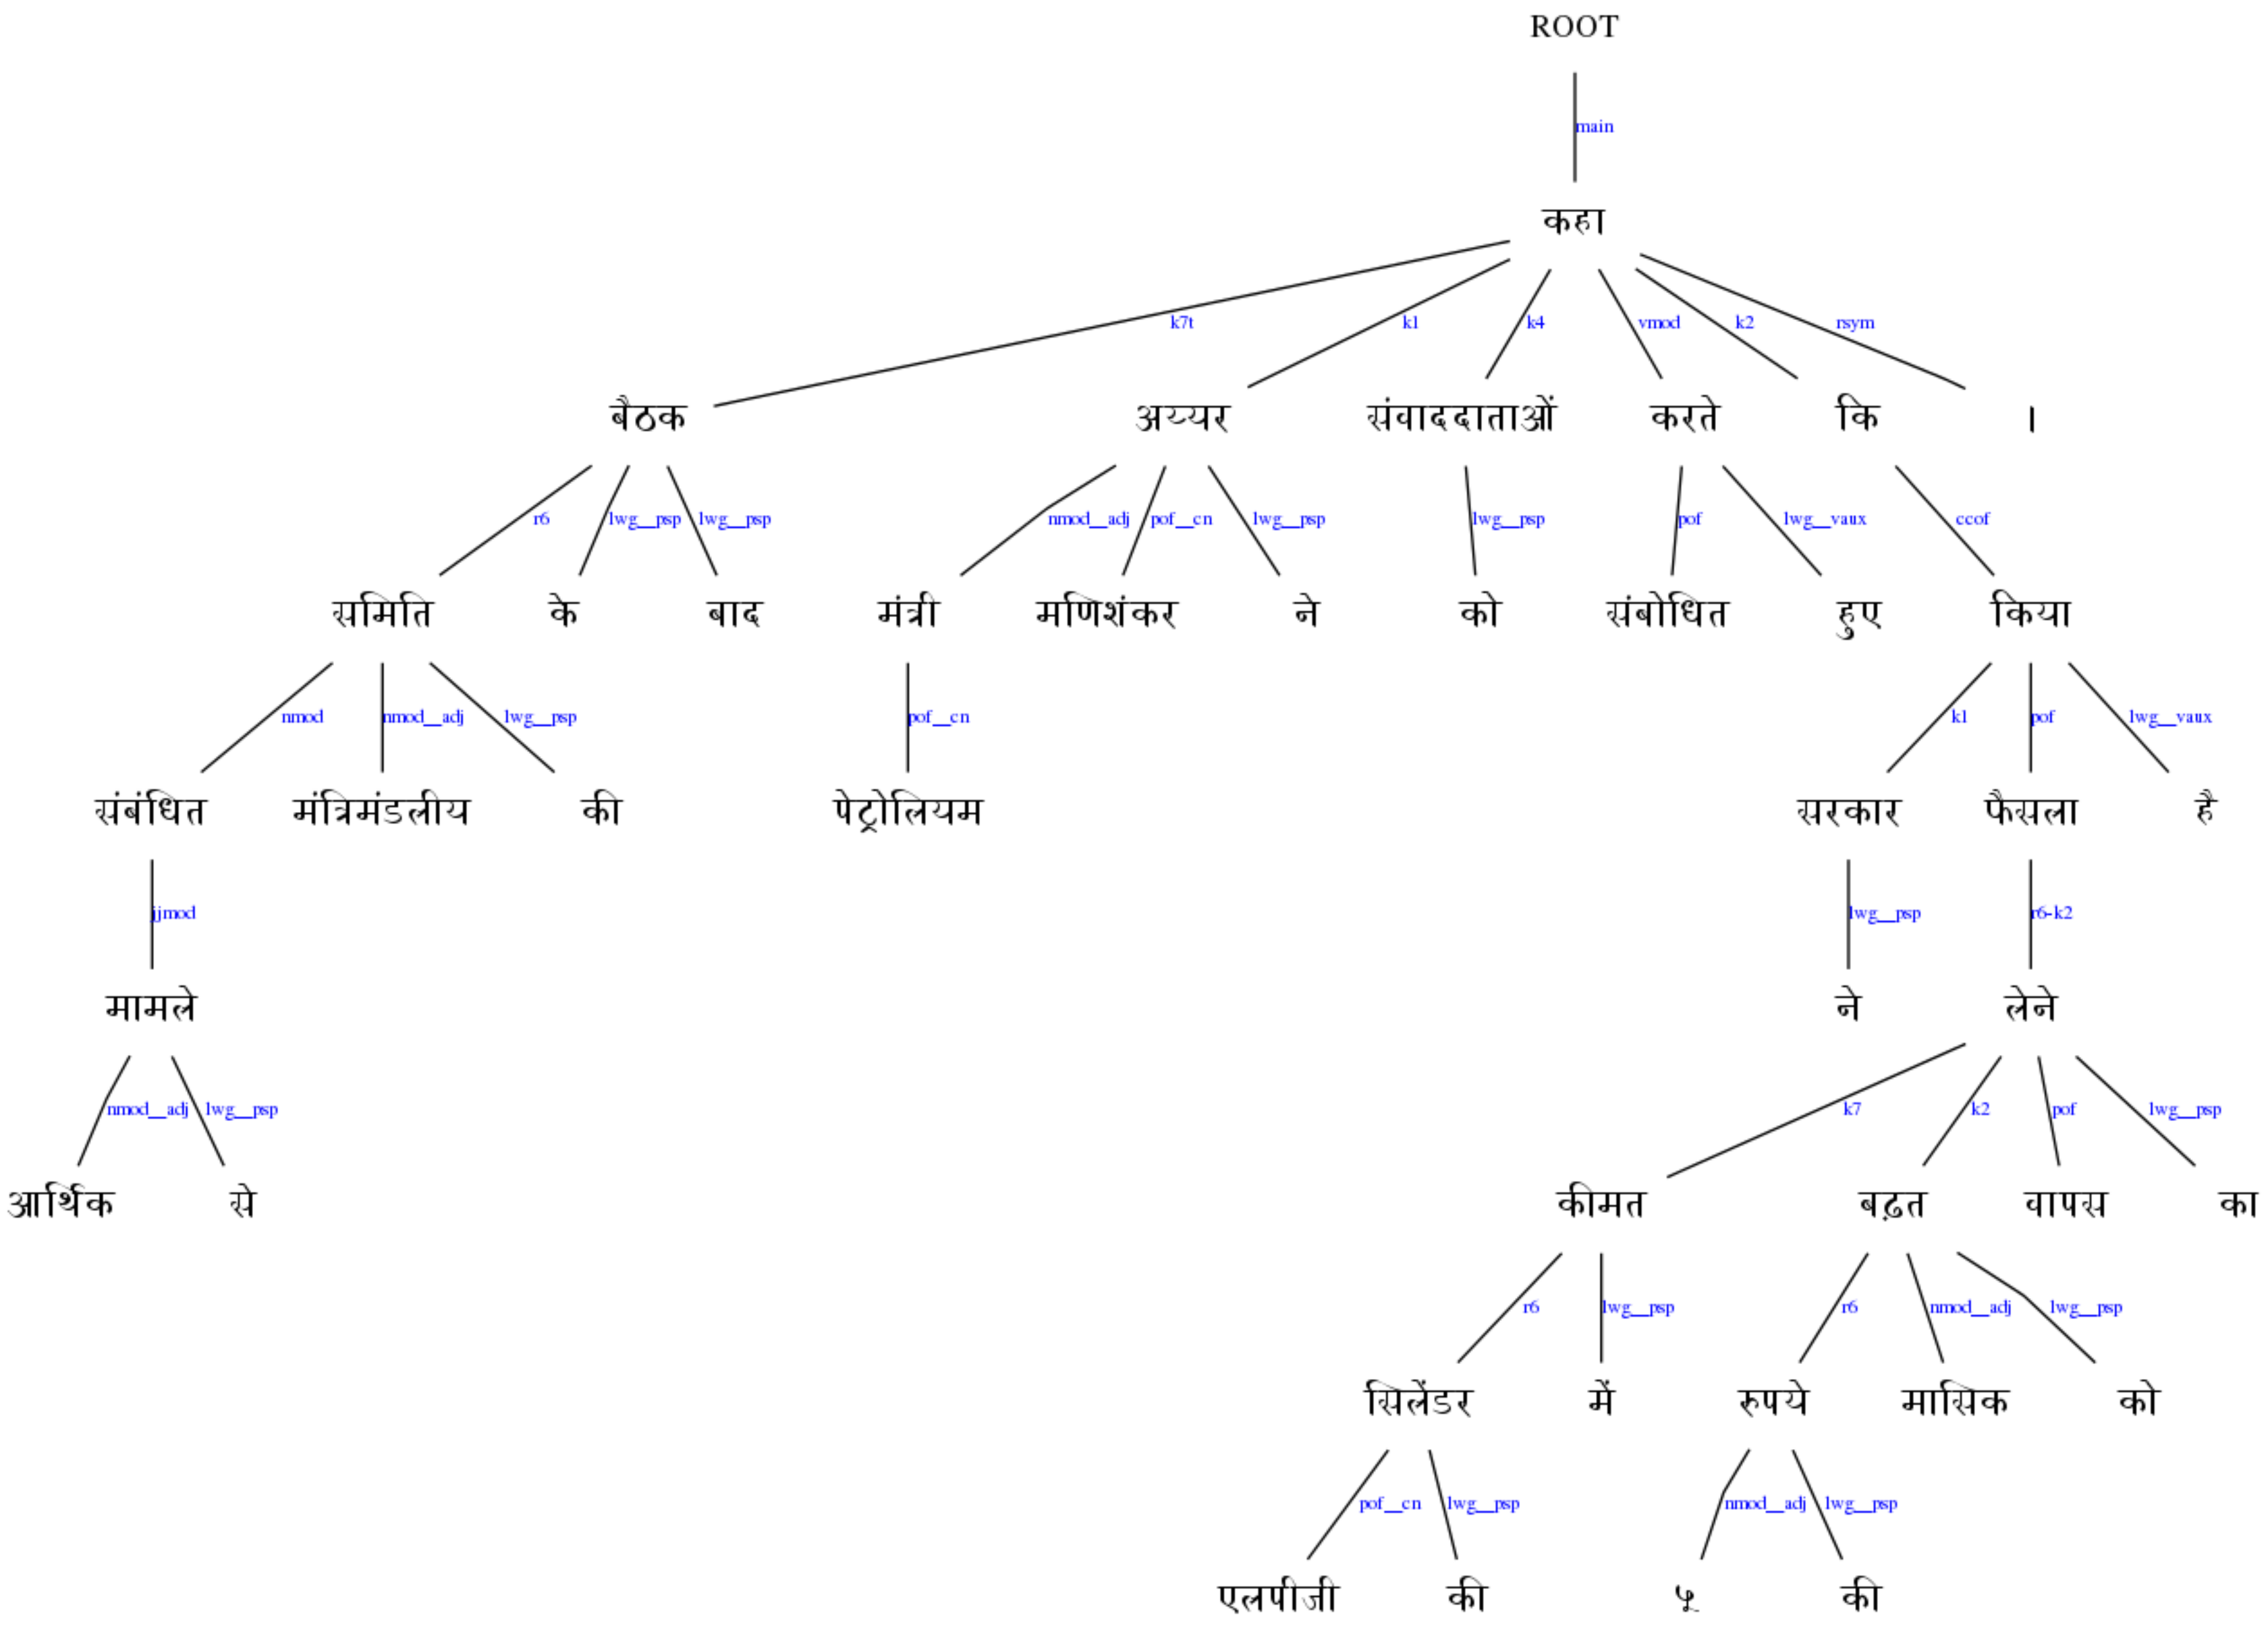 ROOT
main
कहा
k7t k1 k4 vmod k2 rsym
बैठक अय्यर संवाददाताओं करते कि ।
r6 lwg__psp lwg__psp nmod__adj pof__cn lwg__psp lwg__psp pof lwg__vaux ccof
समिति के बाद मंत्री मणिशंकर ने को संबोधित हुए किया
nmod nmod__adj lwg__psp pof__cn k1 pof lwg__vaux
संबंधित मंत्रिमंडलीय की पेट्रोलियम सरकार फैसला है
jjmod lwg__psp r6-k2
मामले ने लेने
nmod__adj lwg__psp k7 k2 pof lwg__psp
आर्थिक से कीमत बढ़त वापस का
r6 lwg__psp r6 nmod__adj lwg__psp
सिलेंडर में रुपये मासिक को
pof__cn lwg__psp nmod__adj lwg__psp
एलपीजी की ५ की